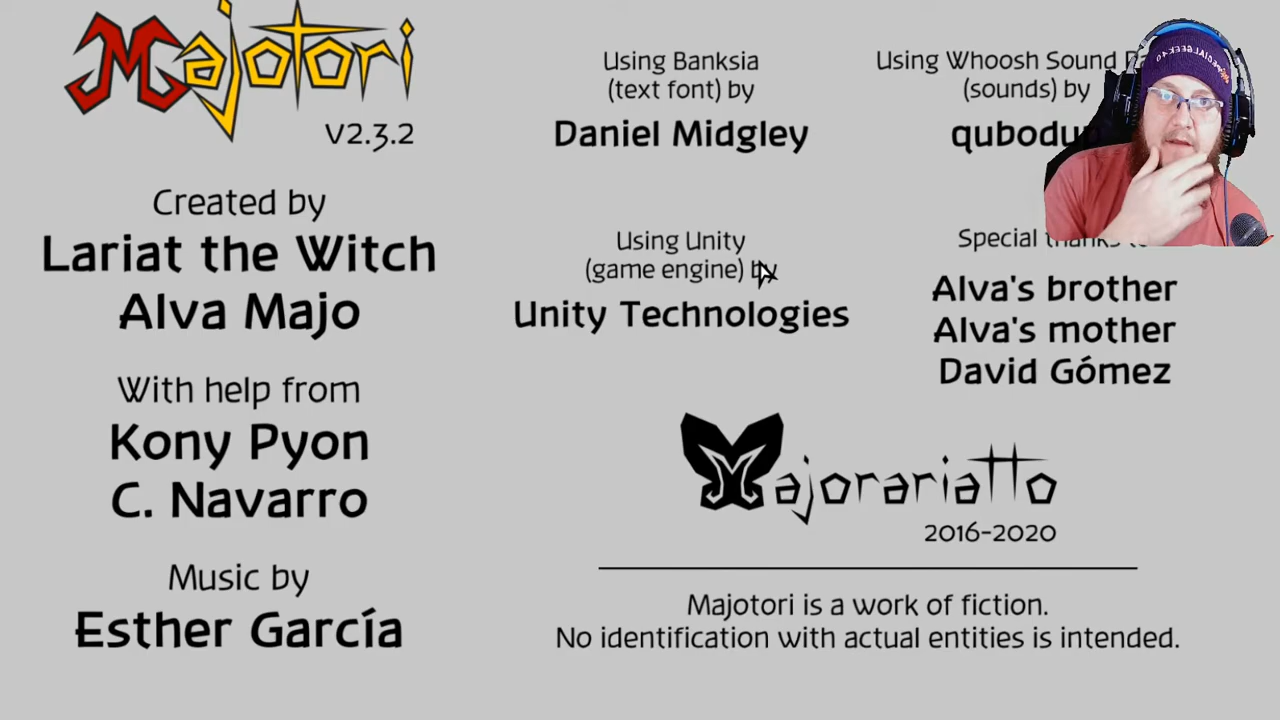 Majotori
v2.3.2
Created by
Lariat the Witch
Alva Majo
With help from
Kony Pyon
C. Navarro
Music by
Esther García
Using Banksia
(text font) by
Daniel Midgley
Using Unity
(game engine) by
Unity Technologies
Using Whoosh Sound
(sounds) by
Special thanks
Alva's brother
Alva's mother
David Gómez
Majorariatto
2016-2020
Majotori is a work of fiction.
No identification with actual entities is intended.